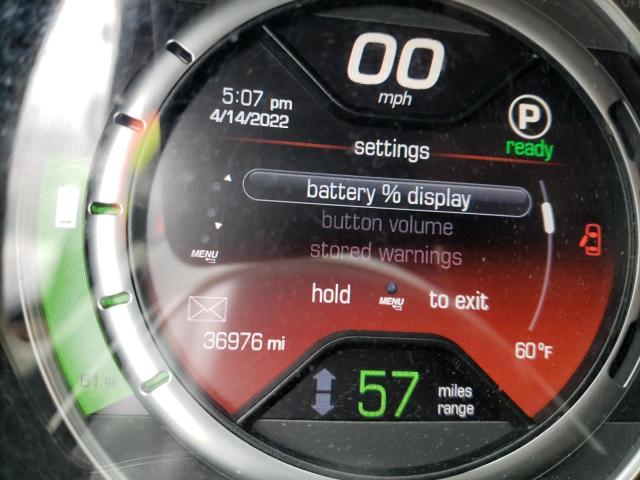 00
mph
5:07 pm
4/14/2022
P
ready
settings
battery % display
button volume
stored warnings
MENU
hold MENU to exit
36976 mi
60°F
61%
57 miles
range